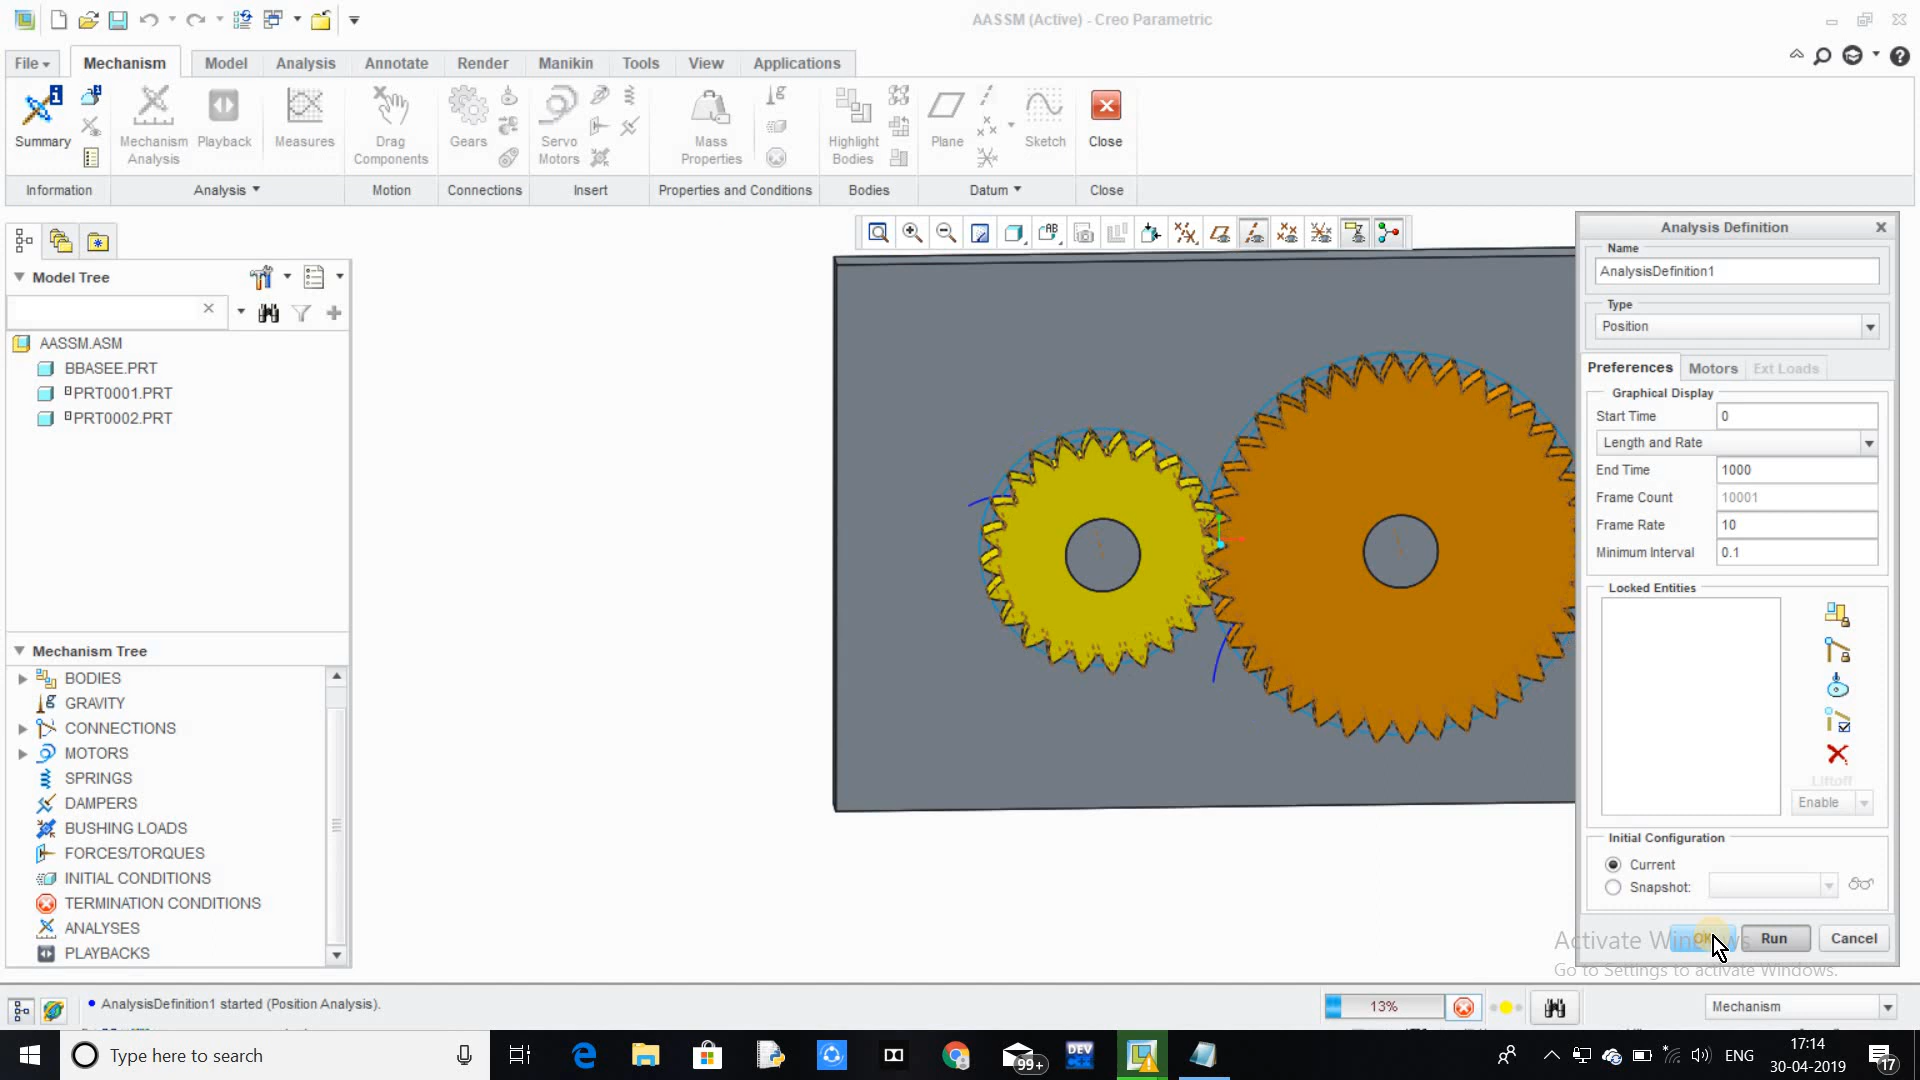 AASSM (Active) - Creo Parametric
File
Mechanism
Model
Analysis
Annotate
Render
Manikin
Tools
View
Applications
Summary
Mechanism
Analysis
Playback
Measures
Drag
Components
Gears
Servo
Motors
Mass
Properties
Highlight
Bodies
Plane
Sketch
Close
Information
Analysis
Motion
Connections
Insert
Properties and Conditions
Bodies
Datum
Close
Model Tree
AASSM.ASM
BBASEE.PRT
PRT0001.PRT
PRT0002.PRT
Mechanism Tree
BODIES
GRAVITY
CONNECTIONS
MOTORS
SPRINGS
DAMPERS
BUSHING LOADS
FORCES/TORQUES
INITIAL CONDITIONS
TERMINATION CONDITIONS
ANALYSES
PLAYBACKS
Analysis Definition
Name
AnalysisDefinition1
Type
Position
Preferences
Motors
Ext Loads
Graphical Display
Start Time 0
Length and Rate
End Time 1000
Frame Count 10001
Frame Rate 10
Minimum Interval 0.1
Locked Entities
Liftoff
Enable
Initial Configuration
Current
Snapshot:
Run
Cancel
Activate Windows
Go to Settings to activate Windows.
AnalysisDefinition1 started (Position Analysis).
13%
Mechanism
Type here to search
99+
DEV
ENG
17:14
30-04-2019
17